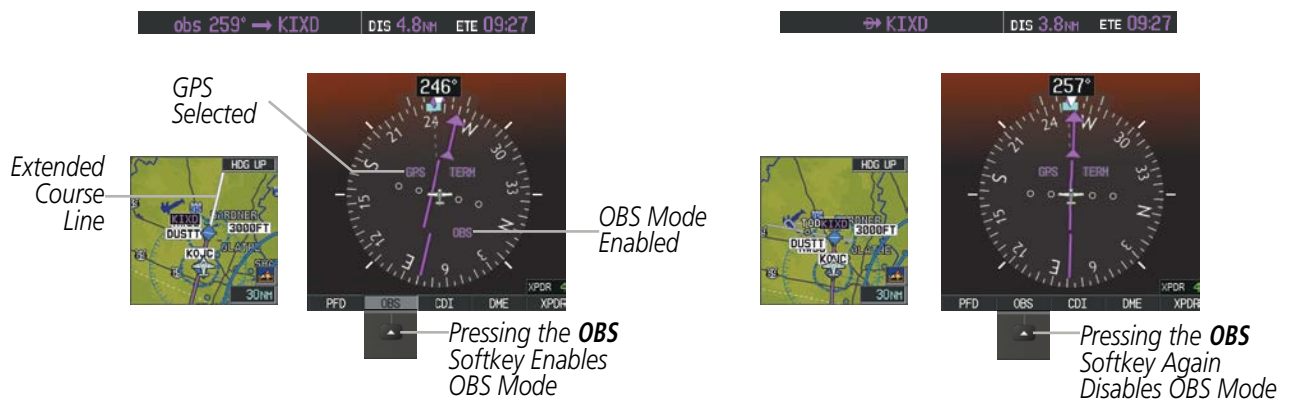 obs 259° → KIXD DIS 4.8NM ETE 09:27
GPS
Selected
246°
21
24
W
30
33
N
3
6
E
12
15
S
GPS TERM
OBS
Extended
Course
Line
HDG UP
KIXD
DUSTT
3000FT
KOJC
30NM
OBS Mode
Enabled
XPDR 4
PFD OBS CDI DME XPDR
Pressing the OBS
Softkey Enables
OBS Mode
KIXD DIS 3.8NM ETE 09:27
257°
21
24
W
30
33
N
3
6
E
12
15
S
GPS TERM
HDG UP
KIXD
3000FT
DUSTT
30NM
XPDR 4
PFD OBS CDI DME XPDR
Pressing the OBS
Softkey Again
Disables OBS Mode